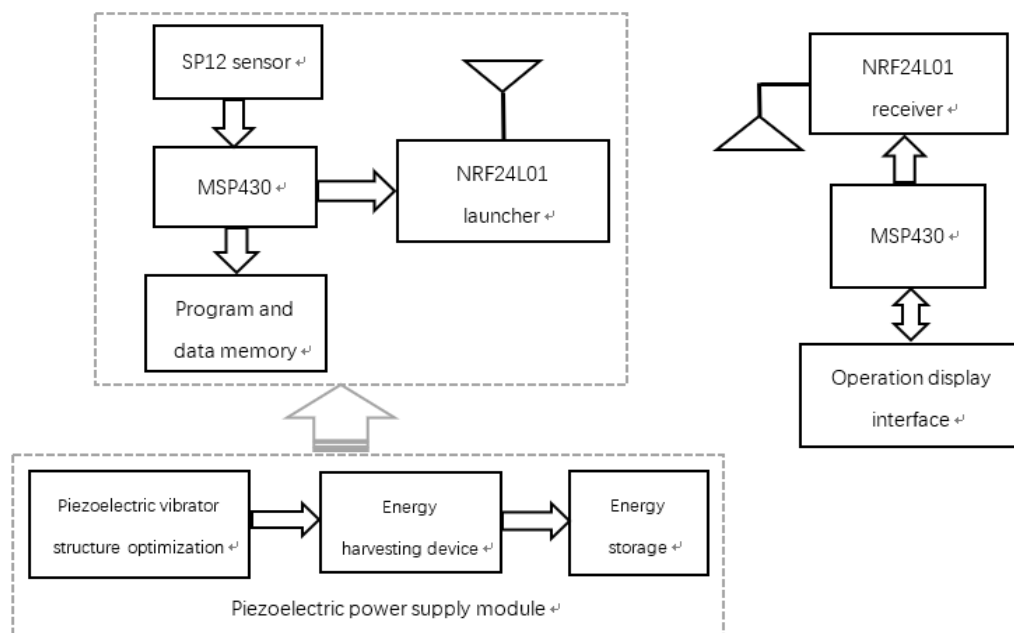 SP12 sensor
MSP430
NRF24L01
launcher
Program and
data memory
NRF24L01
receiver
MSP430
Operation display
interface
Piezoelectric vibrator
structure optimization
Energy
harvesting device
Energy
storage
Piezoelectric power supply module